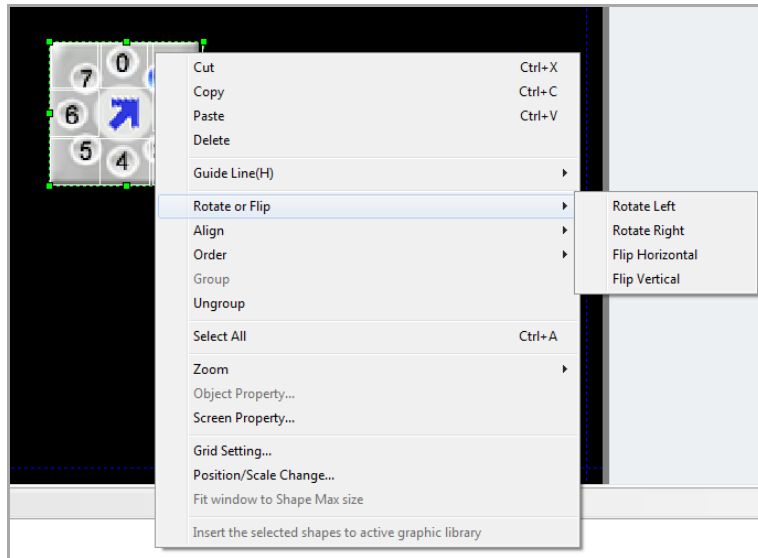 0
7
6
5
4
Cut Ctrl+X
Copy Ctrl+C
Paste Ctrl+V
Delete
Guide Line(H)
Rotate or Flip
Rotate Left
Align
Rotate Right
Order
Flip Horizontal
Group
Flip Vertical
Ungroup
Select All Ctrl+A
Zoom
Object Property...
Screen Property...
Grid Setting...
Position/Scale Change...
Fit window to Shape Max size
Insert the selected shapes to active graphic library